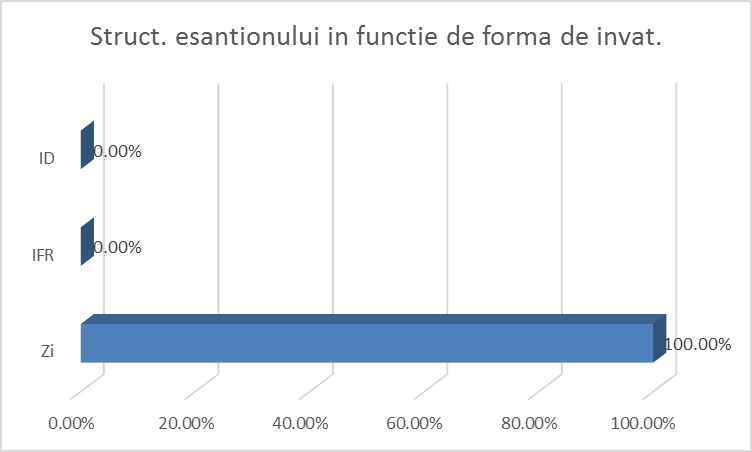 Struct. esantionului in functie de forma de invat.
ID 0.00%
IFR 0.00%
Zi 100.00%
0.00% 20.00% 40.00% 60.00% 80.00% 100.00%